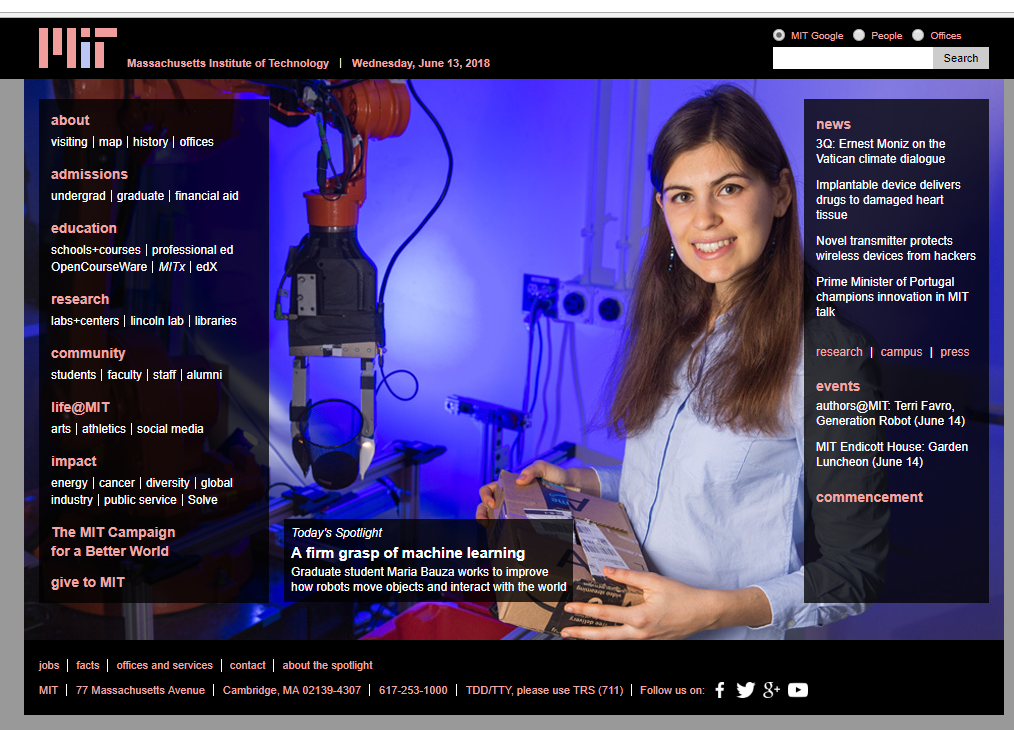 MIT
Massachusetts Institute of Technology | Wednesday, June 13, 2018
MIT Google People Offices
Search
about
visiting | map | history | offices
admissions
undergrad | graduate | financial aid
education
schools+courses | professional ed
OpenCourseWare | MITx | edX
research
labs+centers | lincoln lab | libraries
community
students | faculty | staff | alumni
life@MIT
arts | athletics | social media
impact
energy | cancer | diversity | global
industry | public service | Solve
The MIT Campaign
for a Better World
give to MIT
Today's Spotlight
A firm grasp of machine learning
Graduate student Maria Bauza works to improve
how robots move objects and interact with the world
news
3Q: Ernest Moniz on the
Vatican climate dialogue
Implantable device delivers
drugs to damaged heart
tissue
Novel transmitter protects
wireless devices from hackers
Prime Minister of Portugal
champions innovation in MIT
talk
research | campus | press
events
authors@MIT: Terri Favro,
Generation Robot (June 14)
MIT Endicott House: Garden
Luncheon (June 14)
commencement
jobs | facts | offices and services | contact | about the spotlight
MIT | 77 Massachusetts Avenue | Cambridge, MA 02139-4307 | 617-253-1000 | TDD/TTY, please use TRS (711) | Follow us on: